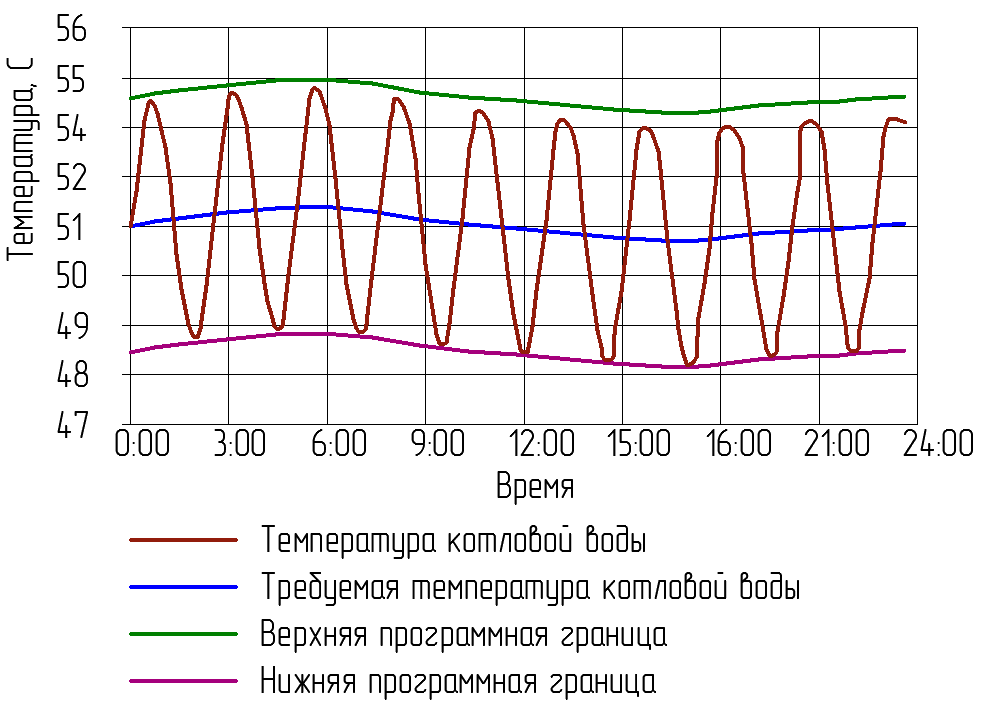 Температура, С
56
55
54
52
51
50
49
48
47
0:00 3:00 6:00 9:00 12:00 15:00 16:00 21:00 24:00
Время
Температура котловой воды
Требуемая температура котловой воды
Верхняя программная граница
Нижняя программная граница